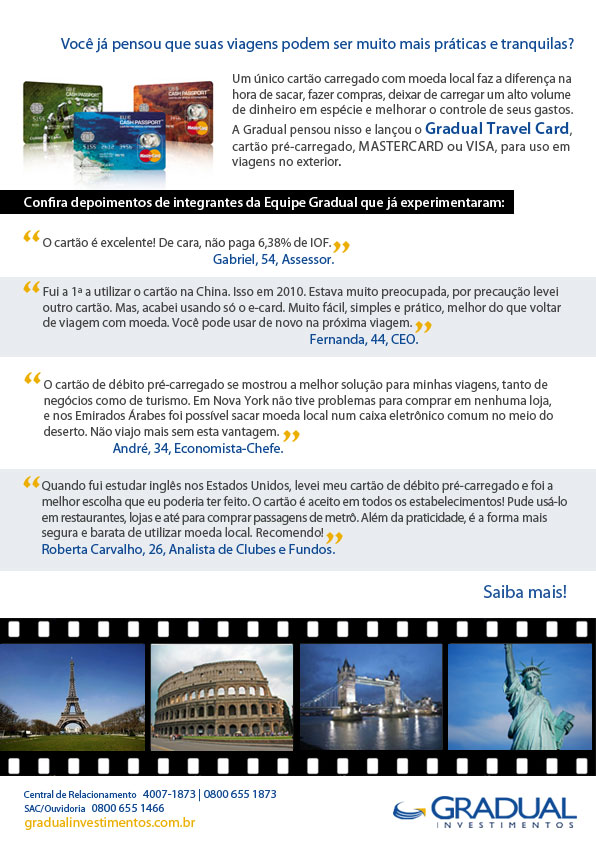 Você já pensou que suas viagens podem ser muito mais práticas e tranquilas?
CASH PASSPORT
CASH PASSPORT
EUR
CASH PASSPORT
MasterCard
MasterCard
Um único cartão carregado com moeda local faz a diferença na
hora de sacar, fazer compras, deixar de carregar um alto volume
de dinheiro em espécie e melhorar o controle de seus gastos.
A Gradual pensou nisso e lançou o Gradual Travel Card,
cartão pré-carregado, MASTERCARD ou VISA, para uso em
viagens no exterior.
Confira depoimentos de integrantes da Equipe Gradual que já experimentaram:
“ O cartão é excelente! De cara, não paga 6,38% de IOF. ”
Gabriel, 54, Assessor.
“ Fui a 1ª a utilizar o cartão na China. Isso em 2010. Estava muito preocupada, por precaução levei
outro cartão. Mas, acabei usando só o e-card. Muito fácil, simples e prático, melhor do que voltar
de viagem com moeda. Você pode usar de novo na próxima viagem. ”
Fernanda, 44, CEO.
“ O cartão de débito pré-carregado se mostrou a melhor solução para minhas viagens, tanto de
negócios como de turismo. Em Nova York não tive problemas para comprar em nenhuma loja,
e nos Emirados Árabes foi possível sacar moeda local num caixa eletrônico comum no meio do
deserto. Não viajo mais sem esta vantagem. ”
André, 34, Economista-Chefe.
“ Quando fui estudar inglês nos Estados Unidos, levei meu cartão de débito pré-carregado e foi a
melhor escolha que eu poderia ter feito. O cartão é aceito em todos os estabelecimentos! Pude usá-lo
em restaurantes, lojas e até para comprar passagens de metrô. Além da praticidade, é a forma mais
segura e barata de utilizar moeda local. Recomendo! ”
Roberta Carvalho, 26, Analista de Clubes e Fundos.
Saiba mais!
Central de Relacionamento 4007-1873 | 0800 655 1873
SAC/Ouvidoria 0800 655 1466
gradualinvestimentos.com.br
GRADUAL
INVESTIMENTOS